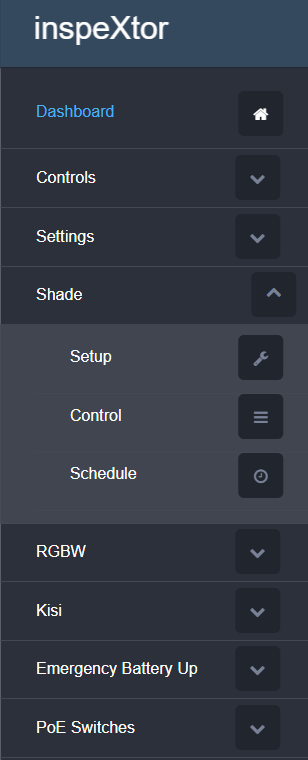 inspeXtor
Dashboard
Controls
Settings
Shade
Setup
Control
Schedule
RGBW
Kisi
Emergency Battery Up
PoE Switches